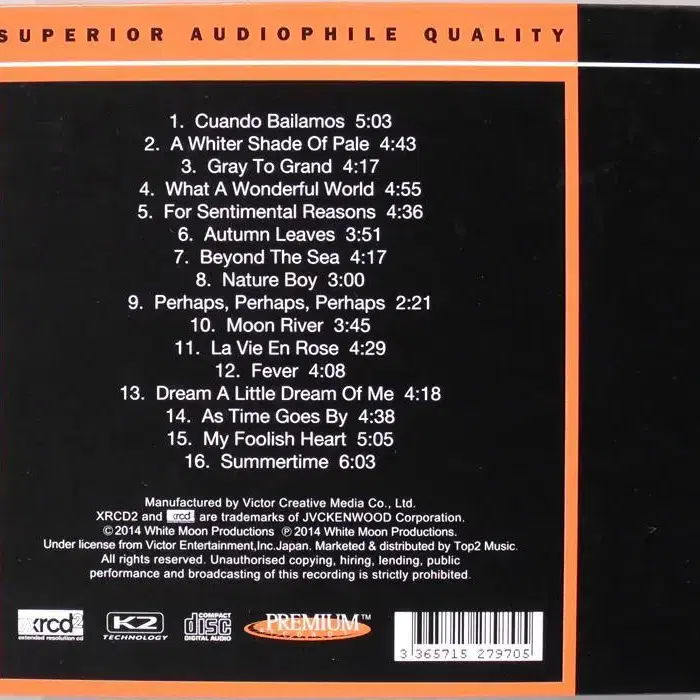 SUPERIOR AUDIOPHILE QUALITY
1. Cuando Bailamos 5:03
2. A Whiter Shade Of Pale 4:43
3. Gray To Grand 4:17
4. What A Wonderful World 4:55
5. For Sentimental Reasons 4:36
6. Autumn Leaves 3:51
7. Beyond The Sea 4:17
8. Nature Boy 3:00
9. Perhaps, Perhaps, Perhaps 2:21
10. Moon River 3:45
11. La Vie En Rose 4:29
12. Fever 4:08
13. Dream A Little Dream Of Me 4:18
14. As Time Goes By 4:38
15. My Foolish Heart 5:05
16. Summertime 6:03
Manufactured by Victor Creative Media Co., Ltd.
XRCD2 and xrcd are trademarks of JVCKENWOOD Corporation.
©2014 White Moon Productions ℗2014 White Moon Productions.
Under license from Victor Entertainment,Inc.Japan. Marketed & distributed by Top2 Music.
All rights reserved. Unauthorised copying, hiring, lending, public
performance and broadcasting of this recording is strictly prohibited.
xrcd2 K2 COMPACT disc PREMIUM™
extended resolution cd TECHNOLOGY DIGITAL AUDIO
3 365715 279705